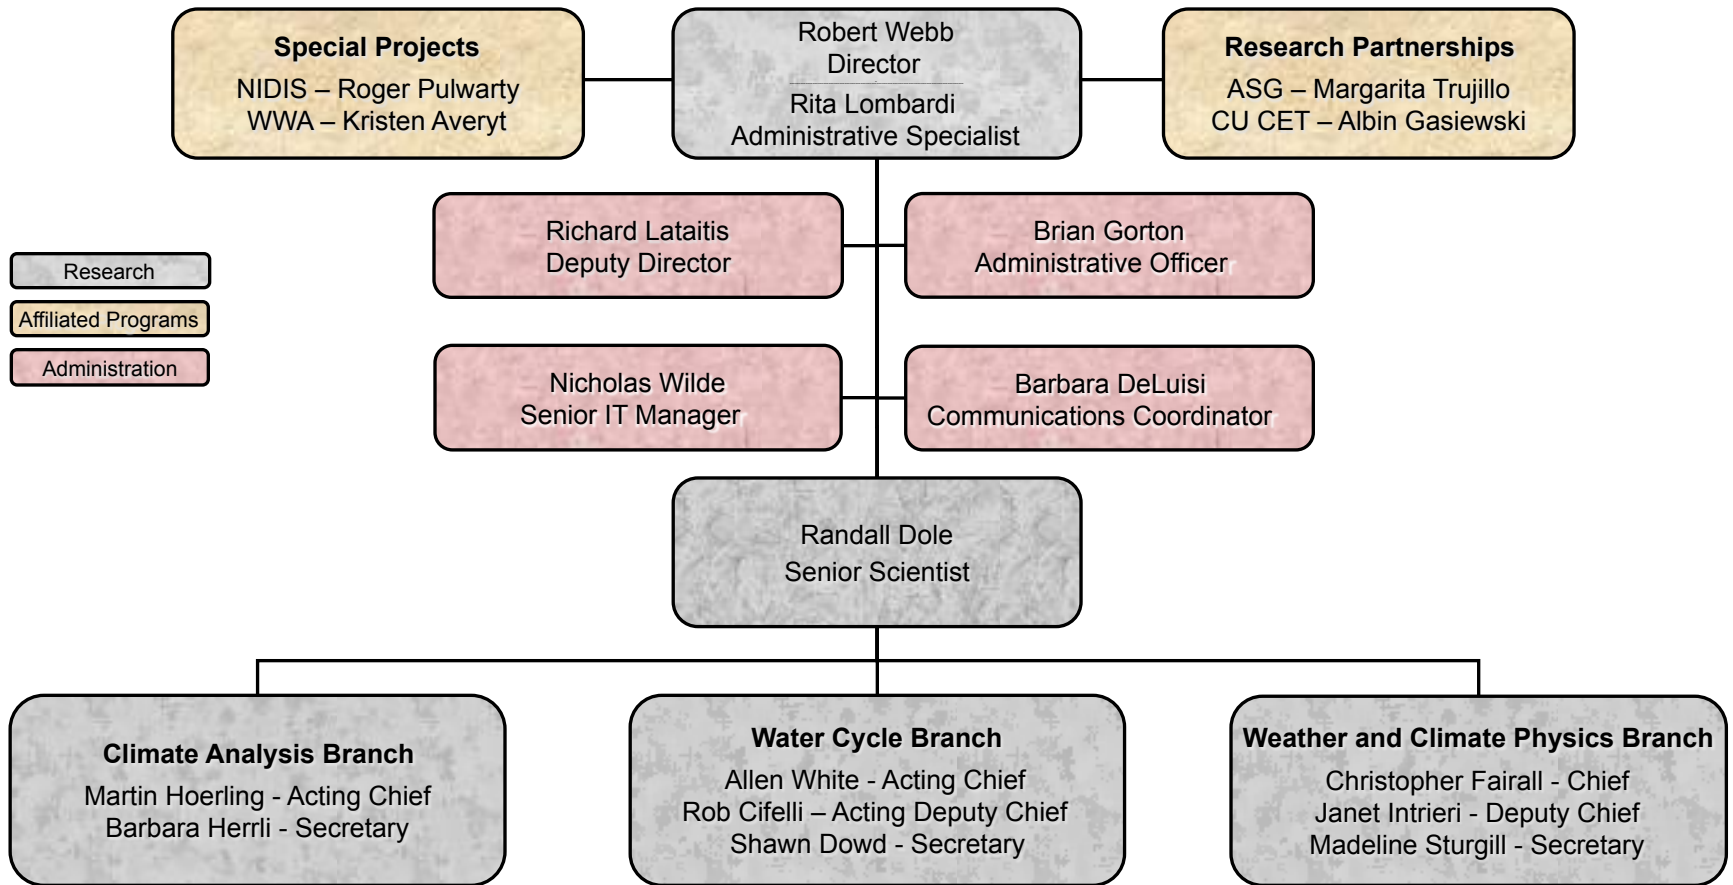 Special Projects
NIDIS – Roger Pulwarty
WWA – Kristen Averyt
Robert Webb
Director
Rita Lombardi
Administrative Specialist
Research Partnerships
ASG – Margarita Trujillo
CU CET – Albin Gasiewski
Richard Lataitis
Deputy Director
Brian Gorton
Administrative Officer
Research
Affiliated Programs
Administration
Nicholas Wilde
Senior IT Manager
Barbara DeLuisi
Communications Coordinator
Randall Dole
Senior Scientist
Climate Analysis Branch
Martin Hoerling - Acting Chief
Barbara Herrli - Secretary
Water Cycle Branch
Allen White - Acting Chief
Rob Cifelli – Acting Deputy Chief
Shawn Dowd - Secretary
Weather and Climate Physics Branch
Christopher Fairall - Chief
Janet Intrieri - Deputy Chief
Madeline Sturgill - Secretary